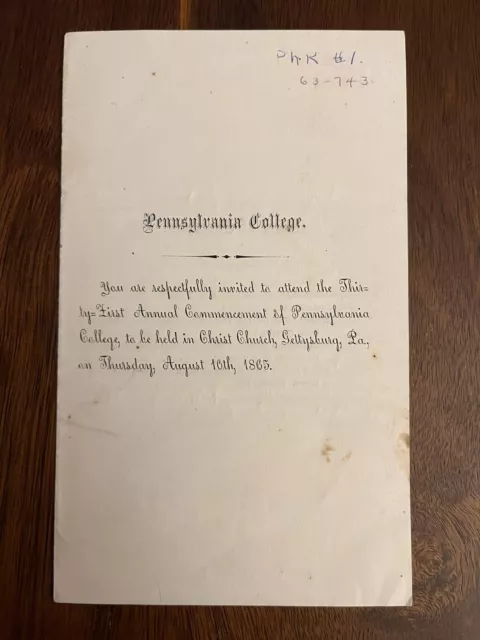 PhK #1.
63-743
Pennsylvania College.
You are respectfully invited to attend the Thir=
ty=First Annual Commencement of Pennsylvania
College, to be held in Christ Church, Gettysburg, Pa.,
on Thursday, August 10th, 1865.